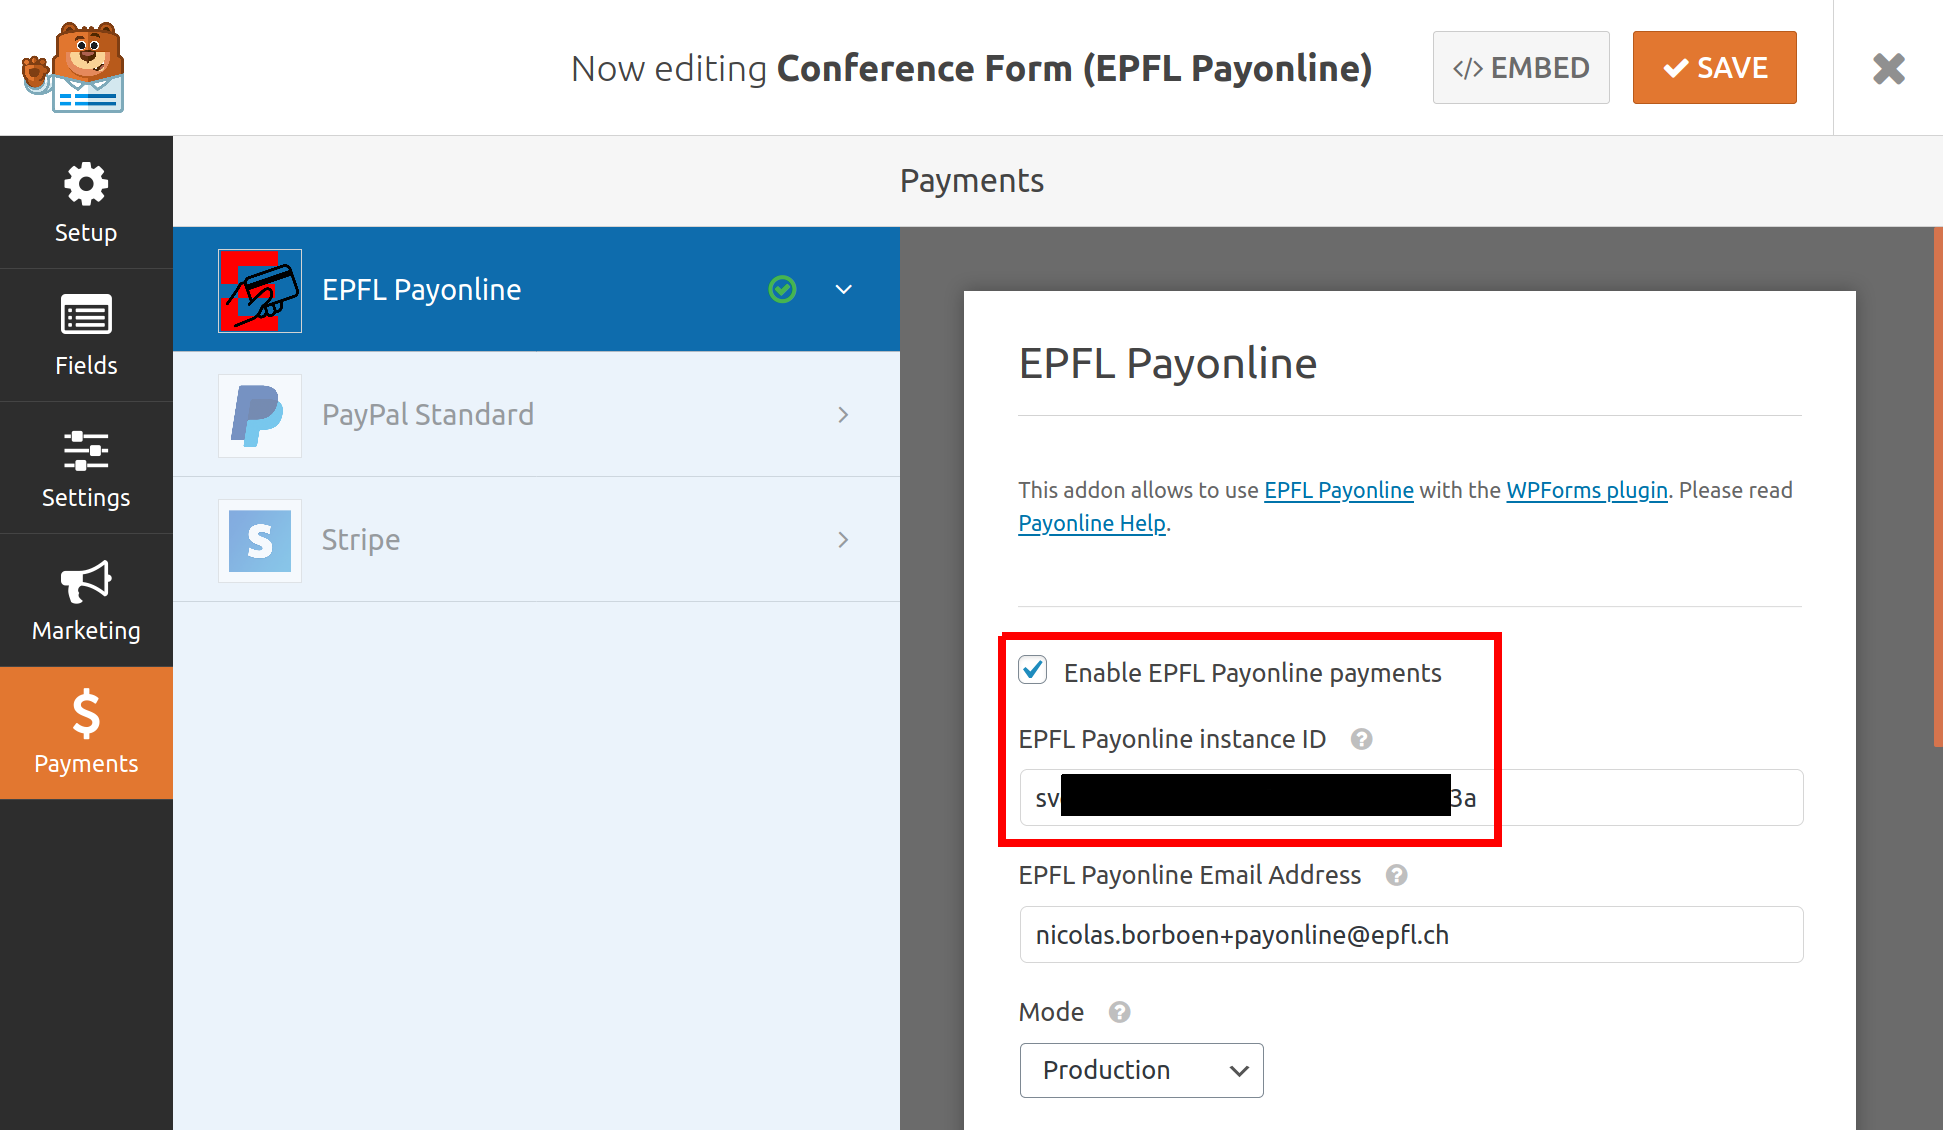 Now editing Conference Form (EPFL Payonline)
</> EMBED
SAVE
Setup
Fields
Settings
Marketing
Payments
Payments
EPFL Payonline
PayPal Standard
Stripe
EPFL Payonline
This addon allows to use EPFL Payonline with the WPForms plugin. Please read
Payonline Help.
Enable EPFL Payonline payments
EPFL Payonline instance ID ?
sv 3a
EPFL Payonline Email Address ?
nicolas.borboen+payonline@epfl.ch
Mode ?
Production